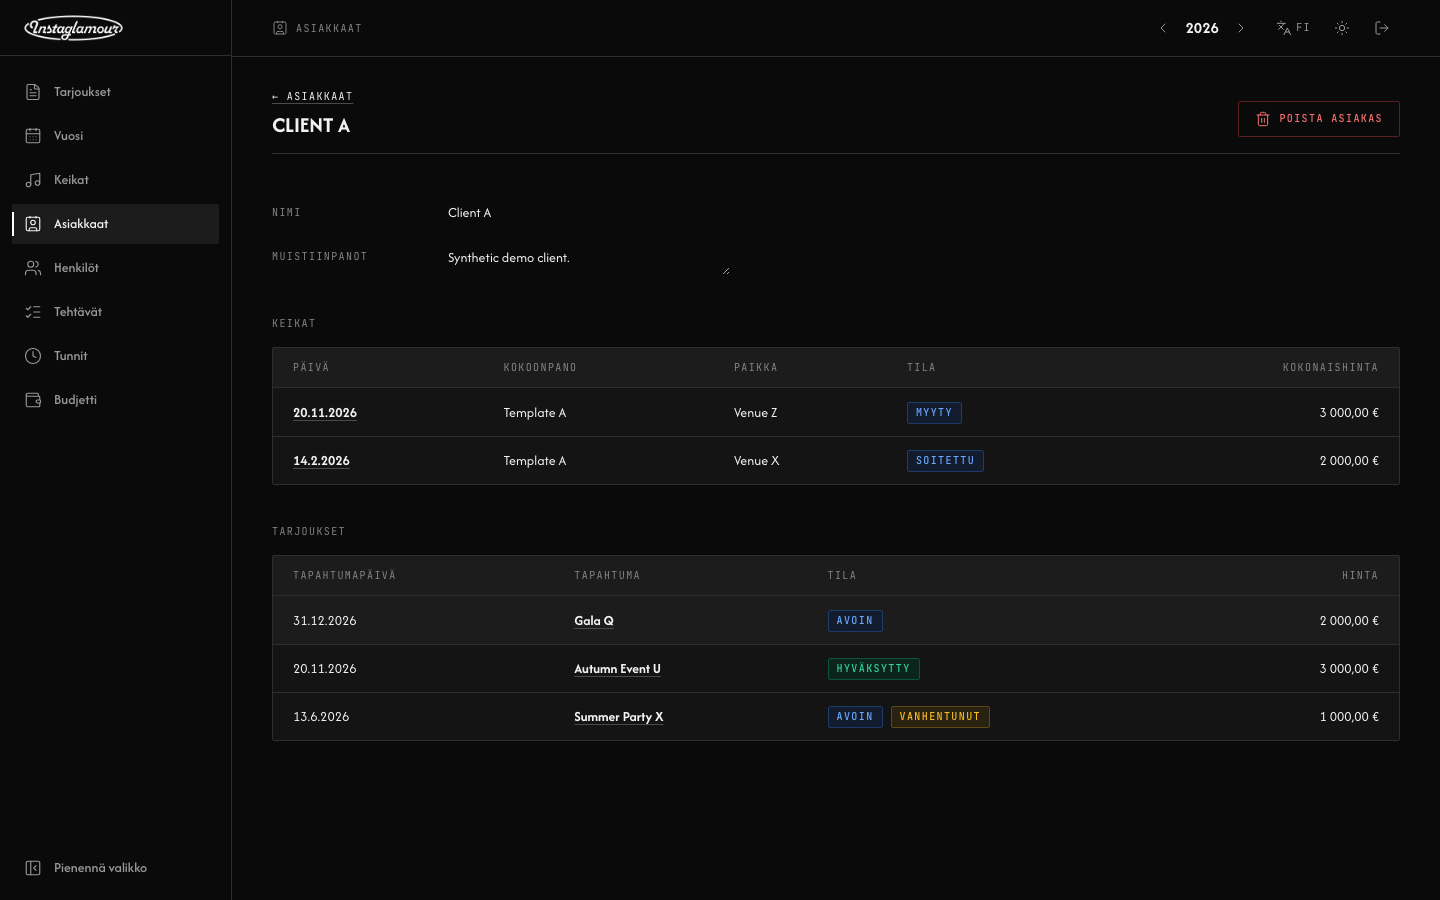 Instaglamour
ASIAKKAAT
2026
FI
Tarjoukset
Vuosi
Keikat
Asiakkaat
Henkilöt
Tehtävät
Tunnit
Budjetti
Pienennä valikko
← ASIAKKAAT
CLIENT A
POISTA ASIAKAS
NIMI Client A
MUISTIINPANOT Synthetic demo client.
KEIKAT
PÄIVÄ KOKOONPANO PAIKKA TILA KOKONAISHINTA
20.11.2026 Template A Venue Z MYYTY 3 000,00 €
14.2.2026 Template A Venue X SOITETTU 2 000,00 €
TARJOUKSET
TAPAHTUMAPÄIVÄ TAPAHTUMA TILA HINTA
31.12.2026 Gala Q AVOIN 2 000,00 €
20.11.2026 Autumn Event U HYVÄKSYTTY 3 000,00 €
13.6.2026 Summer Party X AVOIN VANHENTUNUT 1 000,00 €